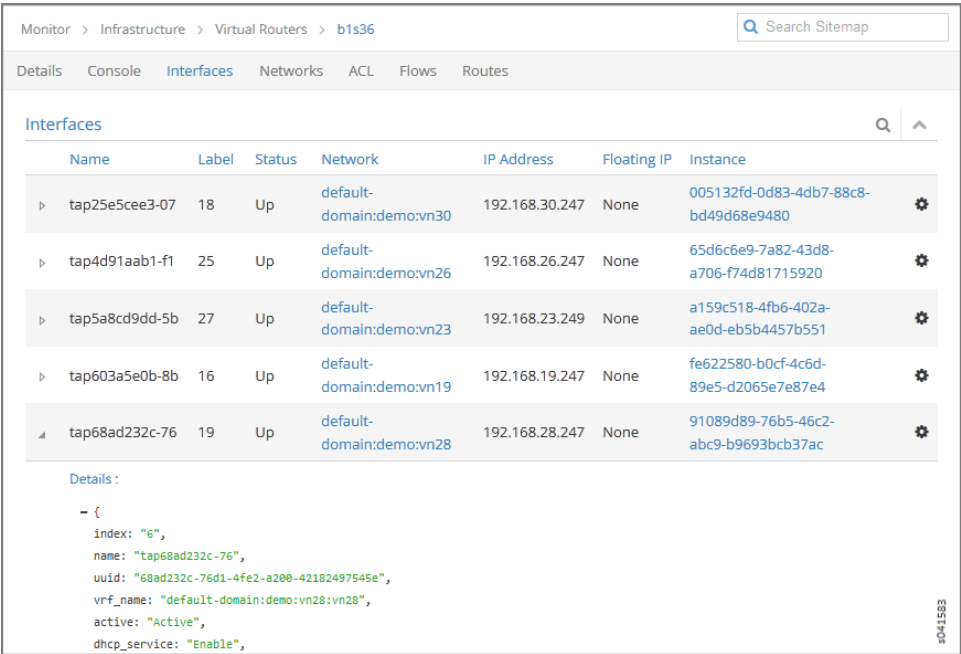 Monitor > Infrastructure > Virtual Routers > b1s36
Search Sitemap
Details Console Interfaces Networks ACL Flows Routes
Interfaces
Name Label Status Network IP Address Floating IP Instance
tap25e5cee3-07 18 Up default-domain:demo:vn30 192.168.30.247 None 005132fd-0d83-4db7-88c8-bd49d68e9480
tap4d91aab1-f1 25 Up default-domain:demo:vn26 192.168.26.247 None 65d6c6e9-7a82-43d8-a706-f74d81715920
tap5a8cd9dd-5b 27 Up default-domain:demo:vn23 192.168.23.249 None a159c518-4fb6-402a-ae0d-eb5b4457b551
tap603a5e0b-8b 16 Up default-domain:demo:vn19 192.168.19.247 None fe622580-b0cf-4c6d-89e5-d2065e7e87e4
tap68ad232c-76 19 Up default-domain:demo:vn28 192.168.28.247 None 91089d89-76b5-46c2-abc9-b9693bcb37ac
Details :
- {
index: "6",
name: "tap68ad232c-76",
uuid: "68ad232c-76d1-4fe2-a200-42182497545e",
vrf_name: "default-domain:demo:vn28:vn28",
active: "Active",
dhcp_service: "Enable",
s041583